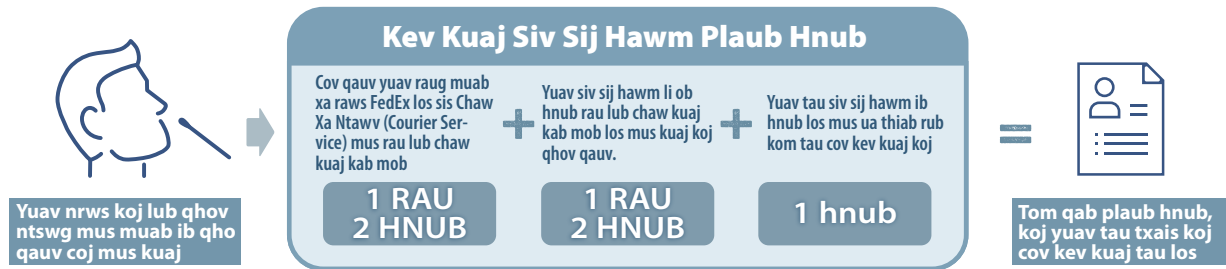 Kev Kuaj Siv Sij Hawm Plaub Hnub
Yuav nrws koj lub qhov
ntswg mus muab ib qho
qauv coj mus kuaj
Cov qauv yuav raug muab
xa raws FedEx los sis Chaw
Xa Ntawv (Courier Ser-
vice) mus rau lub chaw
kuaj kab mob
1 RAU
2 HNUB
+
Yuav siv sij hawm li ob
hnub rau lub chaw kuaj
kab mob los mus kuaj koj
qhov qauv.
1 RAU
2 HNUB
+
Yuav tau siv sij hawm ib
hnub los mus ua thiab rub
kom tau cov kev kuaj koj
1 hnub
=
Tom qab plaub hnub,
koj yuav tau txais koj
cov kev kuaj tau los